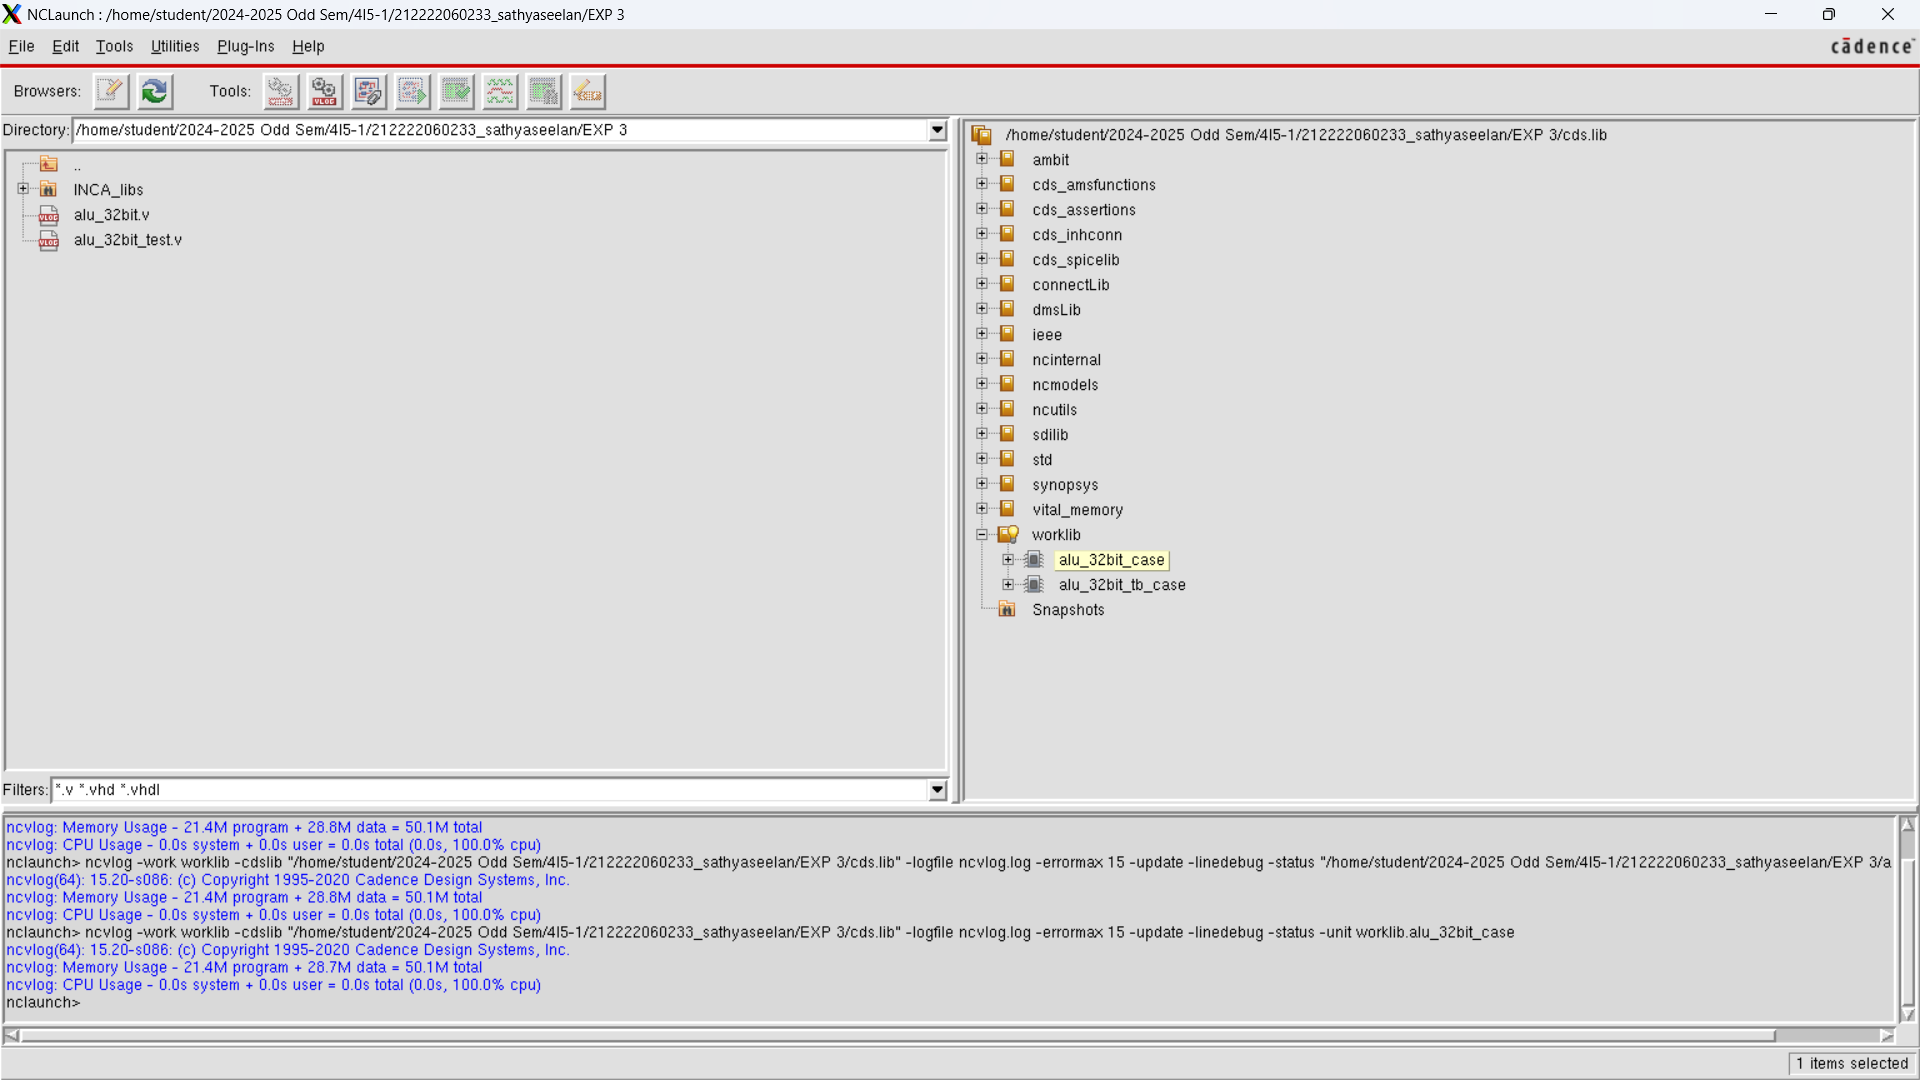 NCLaunch : /home/student/2024-2025 Odd Sem/4I5-1/212222060233_sathyaseelan/EXP 3
File Edit Tools Utilities Plug-Ins Help
cādence
Browsers: Tools:
Directory: /home/student/2024-2025 Odd Sem/4I5-1/212222060233_sathyaseelan/EXP 3
..
INCA_libs
alu_32bit.v
alu_32bit_test.v
Filters: *.v *.vhd *.vhdl
/home/student/2024-2025 Odd Sem/4I5-1/212222060233_sathyaseelan/EXP 3/cds.lib
ambit
cds_amsfunctions
cds_assertions
cds_inhconn
cds_spicelib
connectLib
dmsLib
ieee
ncinternal
ncmodels
ncutils
sdilib
std
synopsys
vital_memory
worklib
alu_32bit_case
alu_32bit_tb_case
Snapshots
ncvlog: Memory Usage - 21.4M program + 28.8M data = 50.1M total
ncvlog: CPU Usage - 0.0s system + 0.0s user = 0.0s total (0.0s, 100.0% cpu)
nclaunch> ncvlog -work worklib -cdslib "/home/student/2024-2025 Odd Sem/4I5-1/212222060233_sathyaseelan/EXP 3/cds.lib" -logfile ncvlog.log -errormax 15 -update -linedebug -status "/home/student/2024-2025 Odd Sem/4I5-1/212222060233_sathyaseelan/EXP 3/a
ncvlog(64): 15.20-s086: (c) Copyright 1995-2020 Cadence Design Systems, Inc.
ncvlog: Memory Usage - 21.4M program + 28.8M data = 50.1M total
ncvlog: CPU Usage - 0.0s system + 0.0s user = 0.0s total (0.0s, 100.0% cpu)
nclaunch> ncvlog -work worklib -cdslib "/home/student/2024-2025 Odd Sem/4I5-1/212222060233_sathyaseelan/EXP 3/cds.lib" -logfile ncvlog.log -errormax 15 -update -linedebug -status -unit worklib.alu_32bit_case
ncvlog(64): 15.20-s086: (c) Copyright 1995-2020 Cadence Design Systems, Inc.
ncvlog: Memory Usage - 21.4M program + 28.7M data = 50.1M total
ncvlog: CPU Usage - 0.0s system + 0.0s user = 0.0s total (0.0s, 100.0% cpu)
nclaunch>
1 items selected